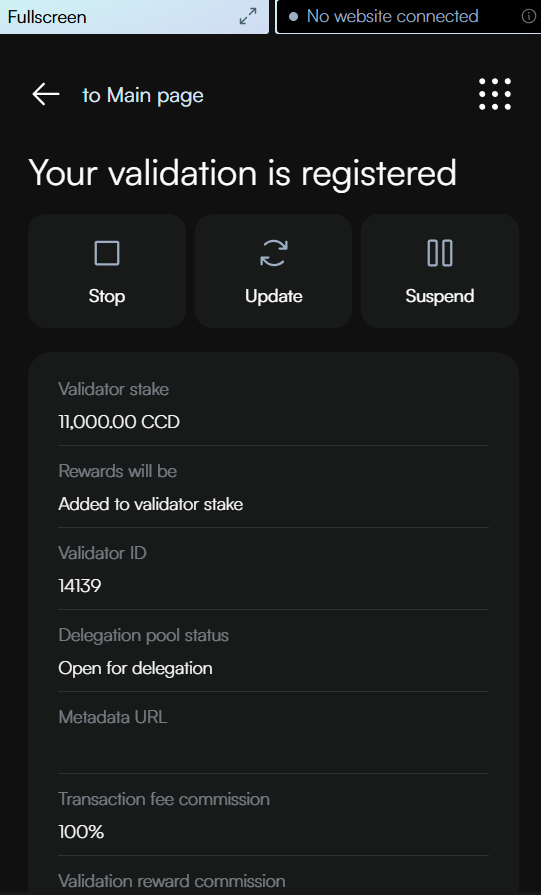 Fullscreen
No website connected
to Main page
Your validation is registered
Stop
Update
Suspend
Validator stake
11,000.00 CCD
Rewards will be
Added to validator stake
Validator ID
14139
Delegation pool status
Open for delegation
Metadata URL
Transaction fee commission
100%
Validation reward commission